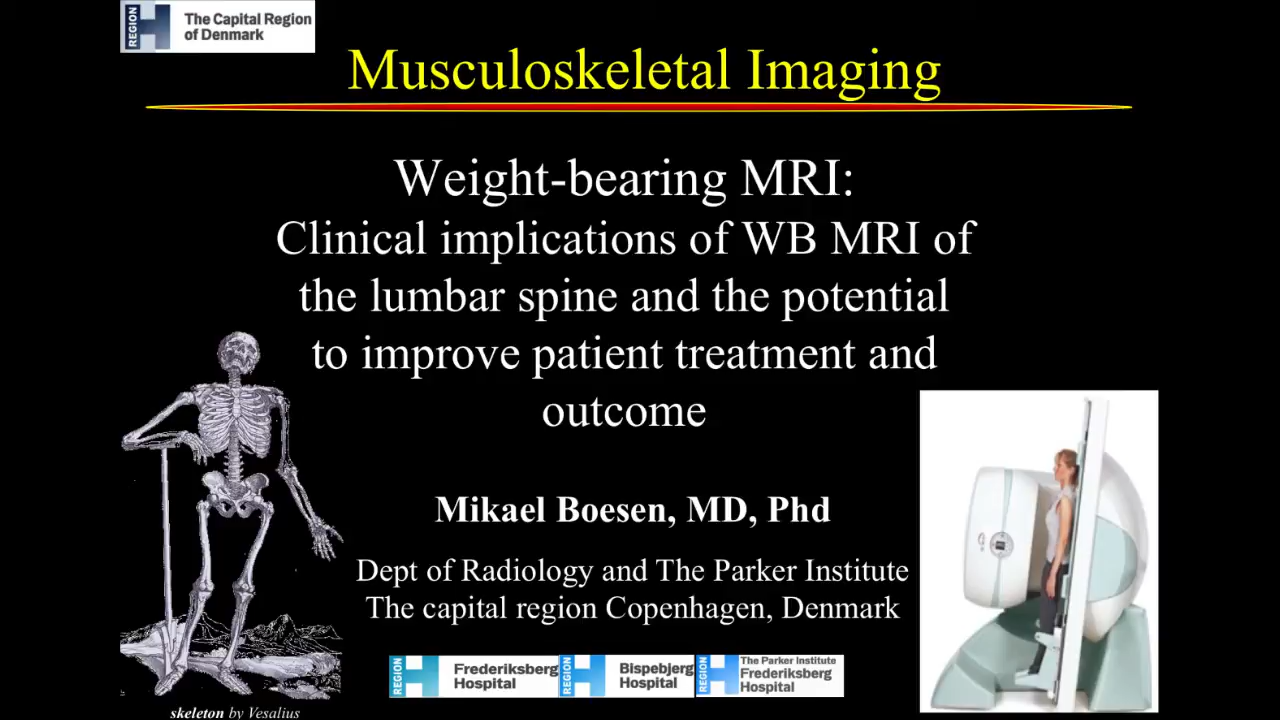 REGION
The Capital Region
of Denmark
Musculoskeletal Imaging
Weight-bearing MRI:
Clinical implications of WB MRI of
the lumbar spine and the potential
to improve patient treatment and
outcome
Mikael Boesen, MD, Phd
Dept of Radiology and The Parker Institute
The capital region Copenhagen, Denmark
REGION
Frederiksberg
Hospital
REGION
Bispebjerg
Hospital
REGION
The Parker Institute
Frederiksberg
Hospital
skeleton by Vesalius